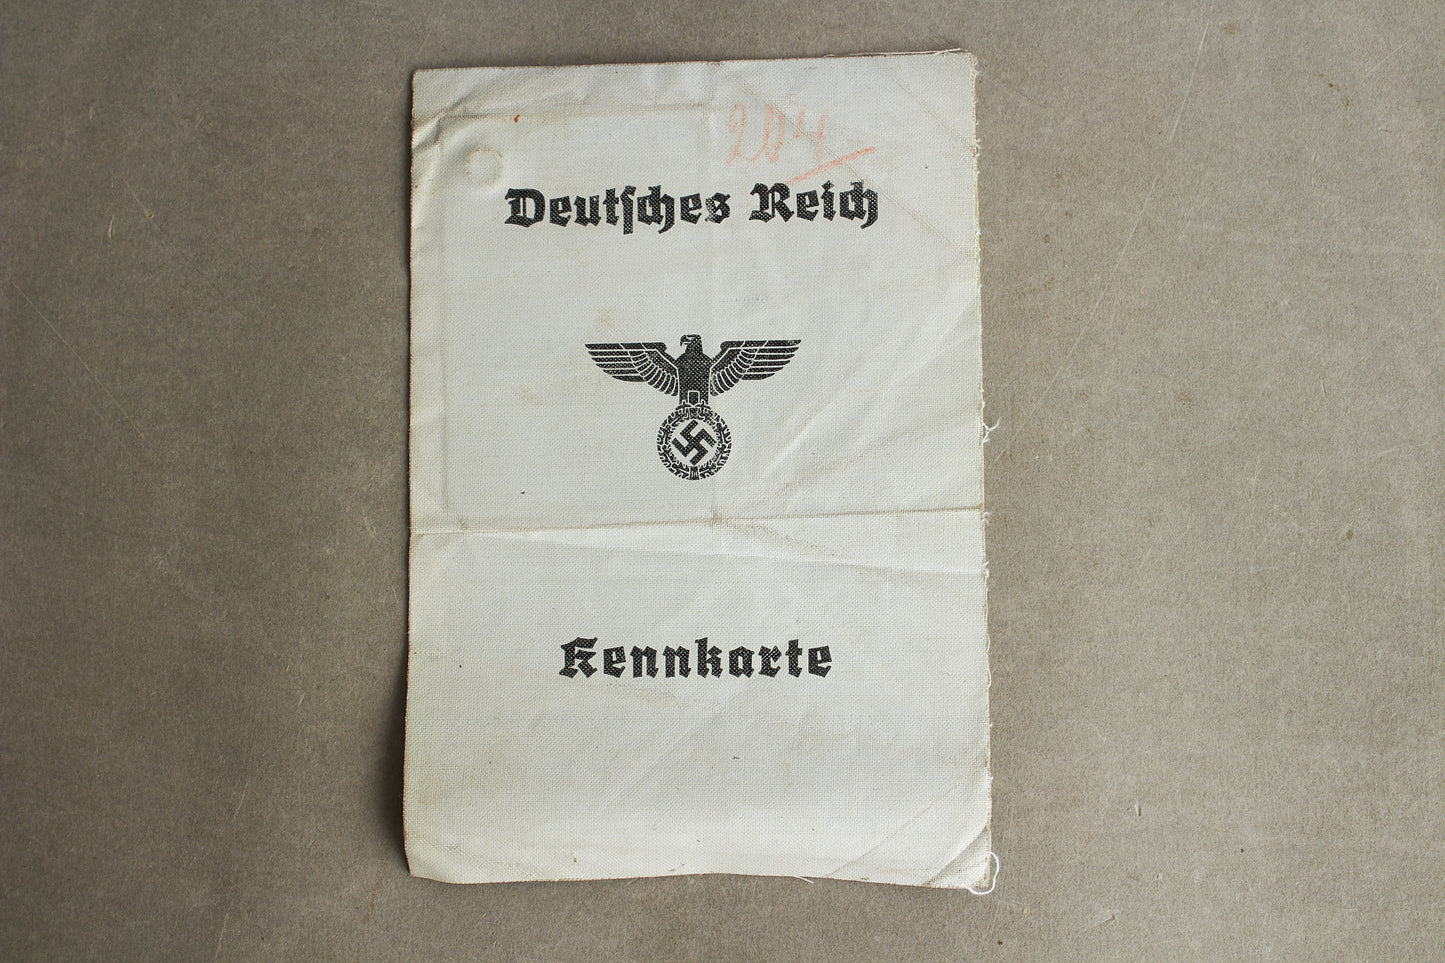 204
Deutſches Reich
Kennkarte